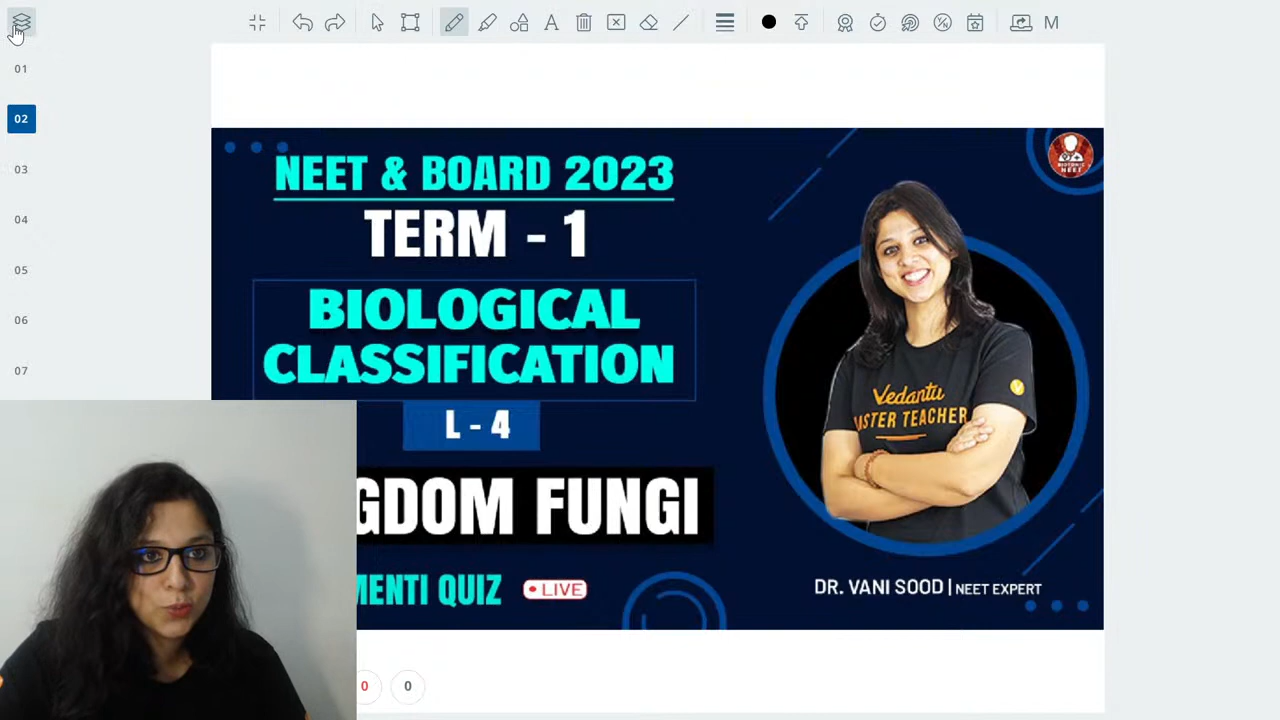 M
01
02
03
04
05
06
07
NEET & BOARD 2023
TERM - 1
BIOLOGICAL
CLASSIFICATION
L - 4
GDOM FUNGI
MENTI QUIZ
LIVE
Vedantu
STER TEACHER
V
NEET
DR. VANI SOOD | NEET EXPERT
0
0